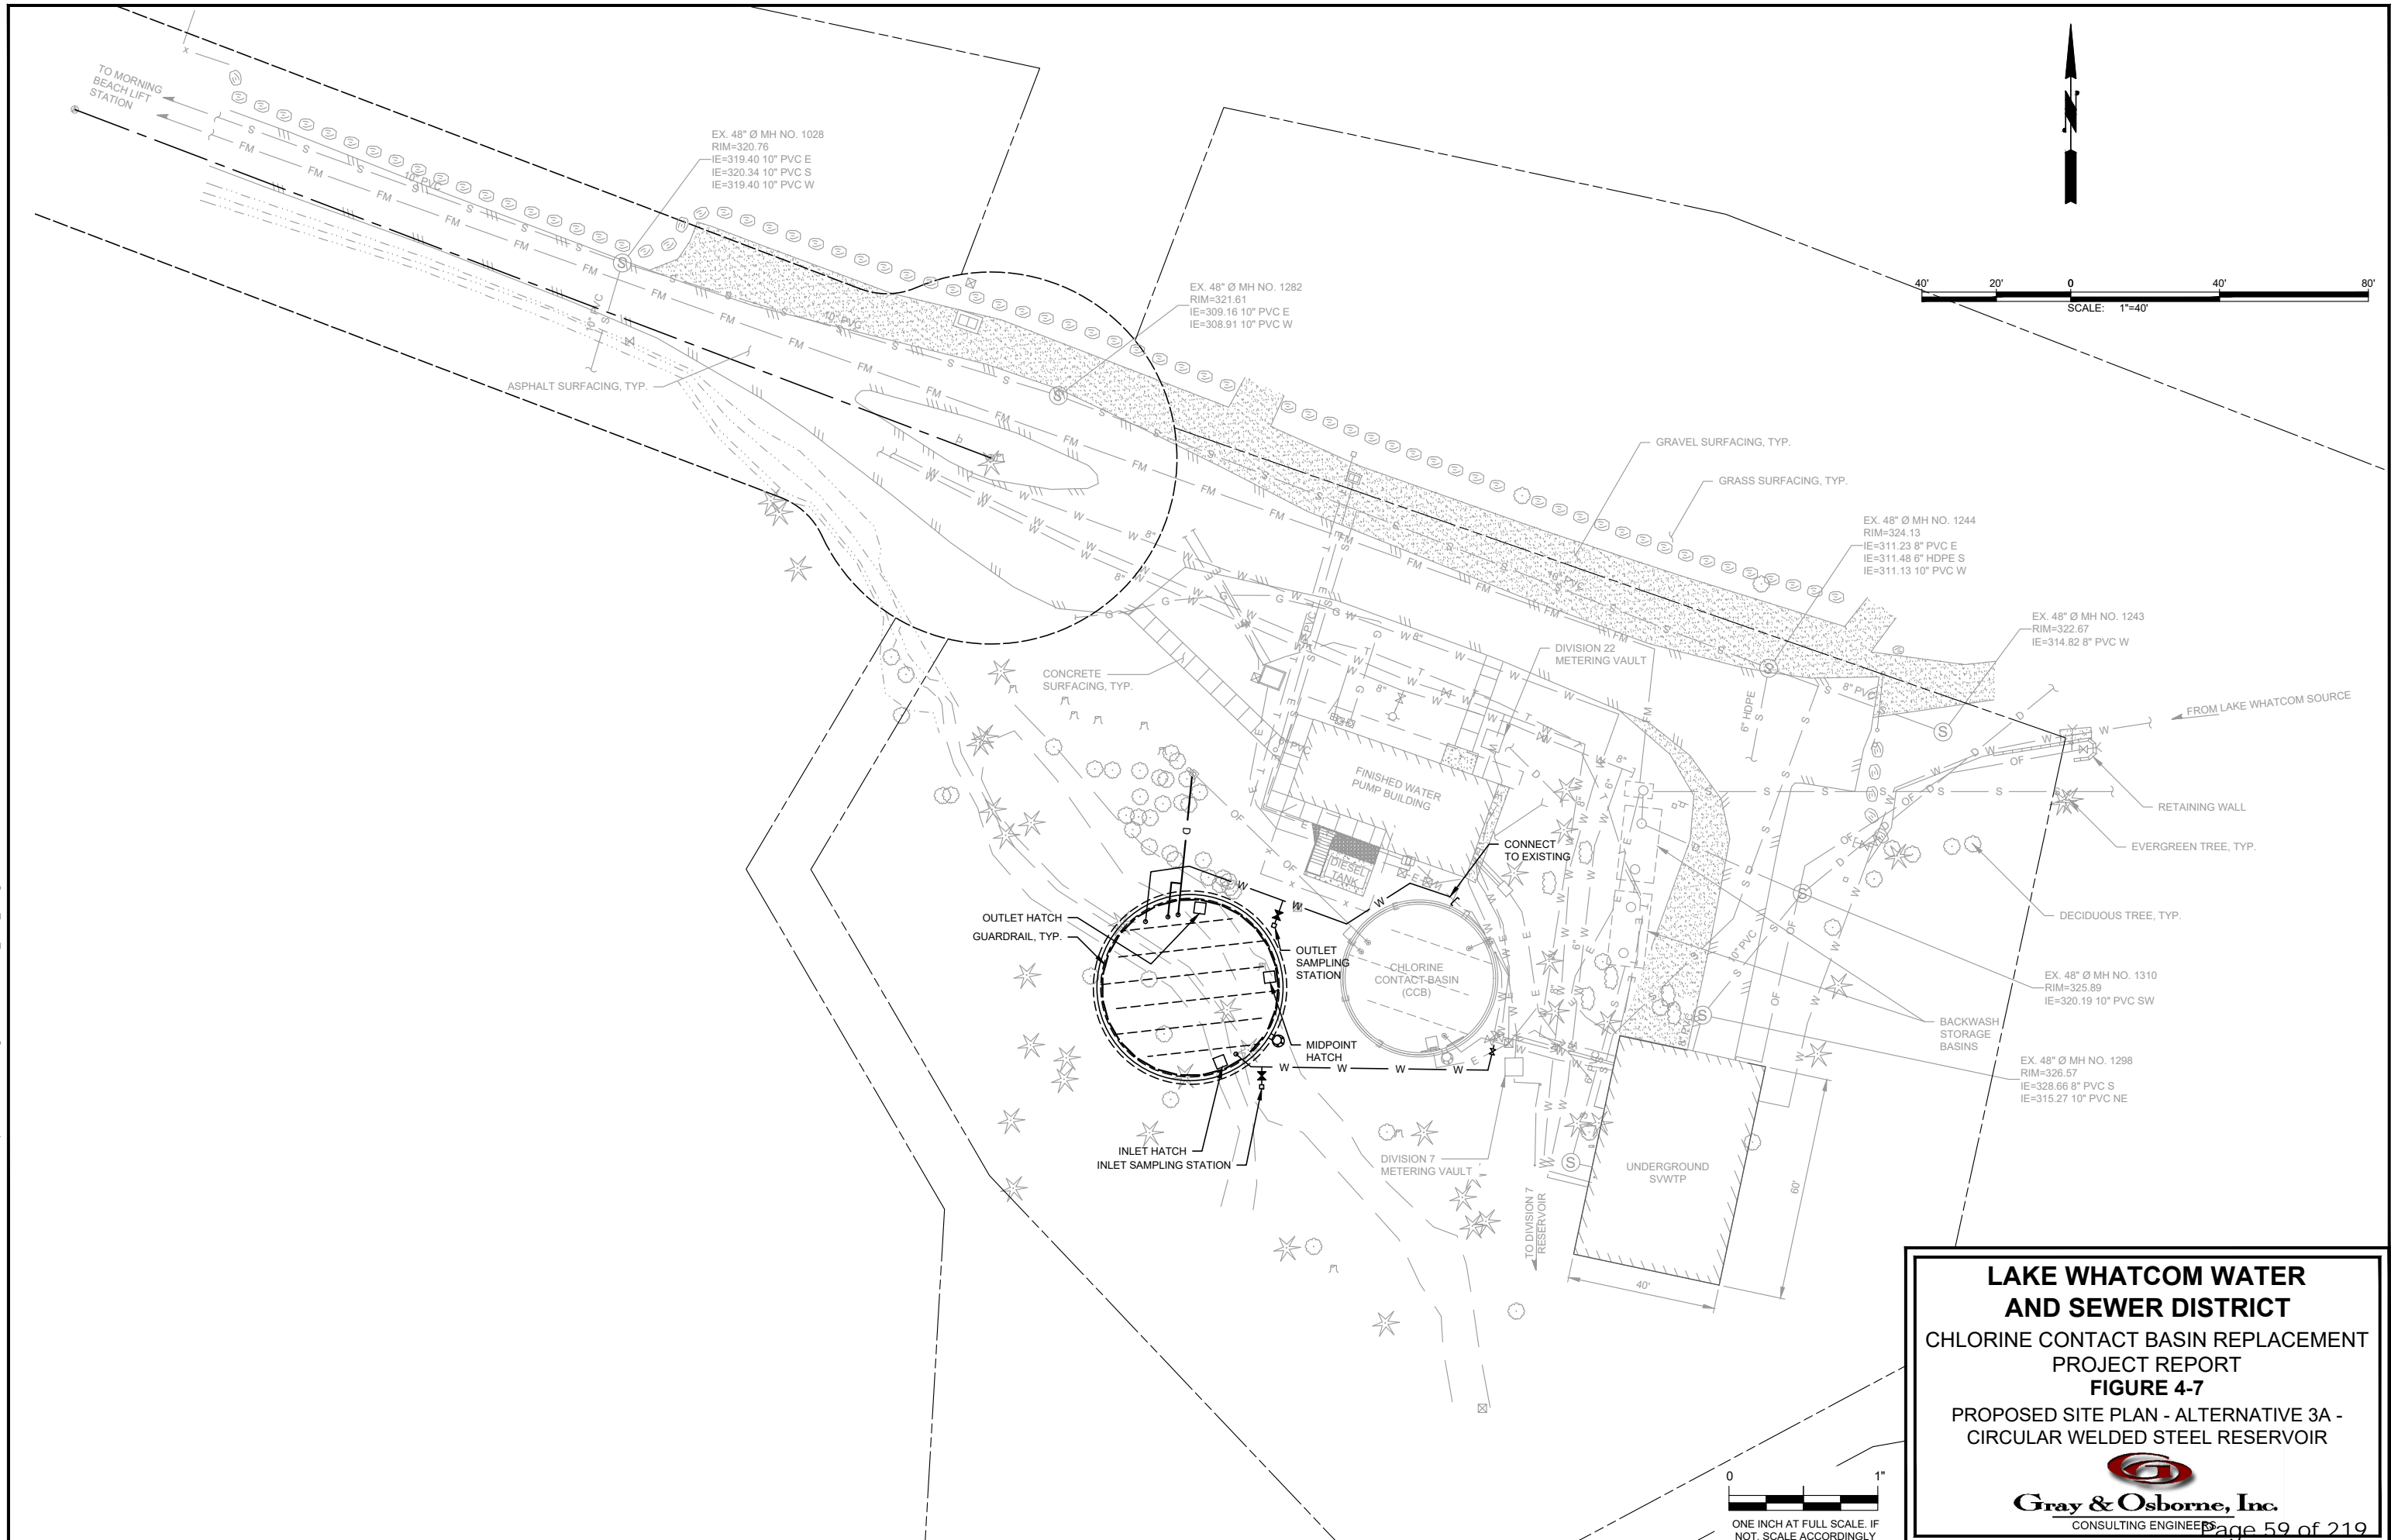 TO MORNING
BEACH LIFT
STATION
EX. 48" Ø MH NO. 1028
RIM=320.76
IE=319.40 10" PVC E
IE=320.34 10" PVC S
IE=319.40 10" PVC W
EX. 48" Ø MH NO. 1282
RIM=321.61
IE=309.16 10" PVC E
IE=308.91 10" PVC W
40' 20' 0 40' 80'
SCALE: 1"=40'
ASPHALT SURFACING, TYP.
GRAVEL SURFACING, TYP.
GRASS SURFACING, TYP.
EX. 48" Ø MH NO. 1244
RIM=324.13
IE=311.23 8" PVC E
IE=311.48 6" HDPE S
IE=311.13 10" PVC W
EX. 48" Ø MH NO. 1243
RIM=322.67
IE=314.82 8" PVC W
CONCRETE
SURFACING, TYP.
DIVISION 22
METERING VAULT
6" HDPE
8" PVC
FROM LAKE WHATCOM SOURCE
FINISHED WATER
PUMP BUILDING
RETAINING WALL
EVERGREEN TREE, TYP.
CONNECT
TO EXISTING
DIESEL
TANK
OUTLET HATCH
GUARDRAIL, TYP.
OUTLET
SAMPLING
STATION
CHLORINE
CONTACT BASIN
(CCB)
DECIDUOUS TREE, TYP.
10" PVC
EX. 48" Ø MH NO. 1310
RIM=325.89
IE=320.19 10" PVC SW
BACKWASH
STORAGE
BASINS
MIDPOINT
HATCH
EX. 48" Ø MH NO. 1298
RIM=326.57
IE=328.66 8" PVC S
IE=315.27 10" PVC NE
INLET HATCH
INLET SAMPLING STATION
DIVISION 7
METERING VAULT
UNDERGROUND
SVWTP
60'
40'
TO DIVISION 7
RESERVOIR
LAKE WHATCOM WATER
AND SEWER DISTRICT
CHLORINE CONTACT BASIN REPLACEMENT
PROJECT REPORT
FIGURE 4-7
PROPOSED SITE PLAN - ALTERNATIVE 3A -
CIRCULAR WELDED STEEL RESERVOIR
Gray & Osborne, Inc.
CONSULTING ENGINEERS
Page 59 of 219
0 1"
ONE INCH AT FULL SCALE. IF
NOT, SCALE ACCORDINGLY